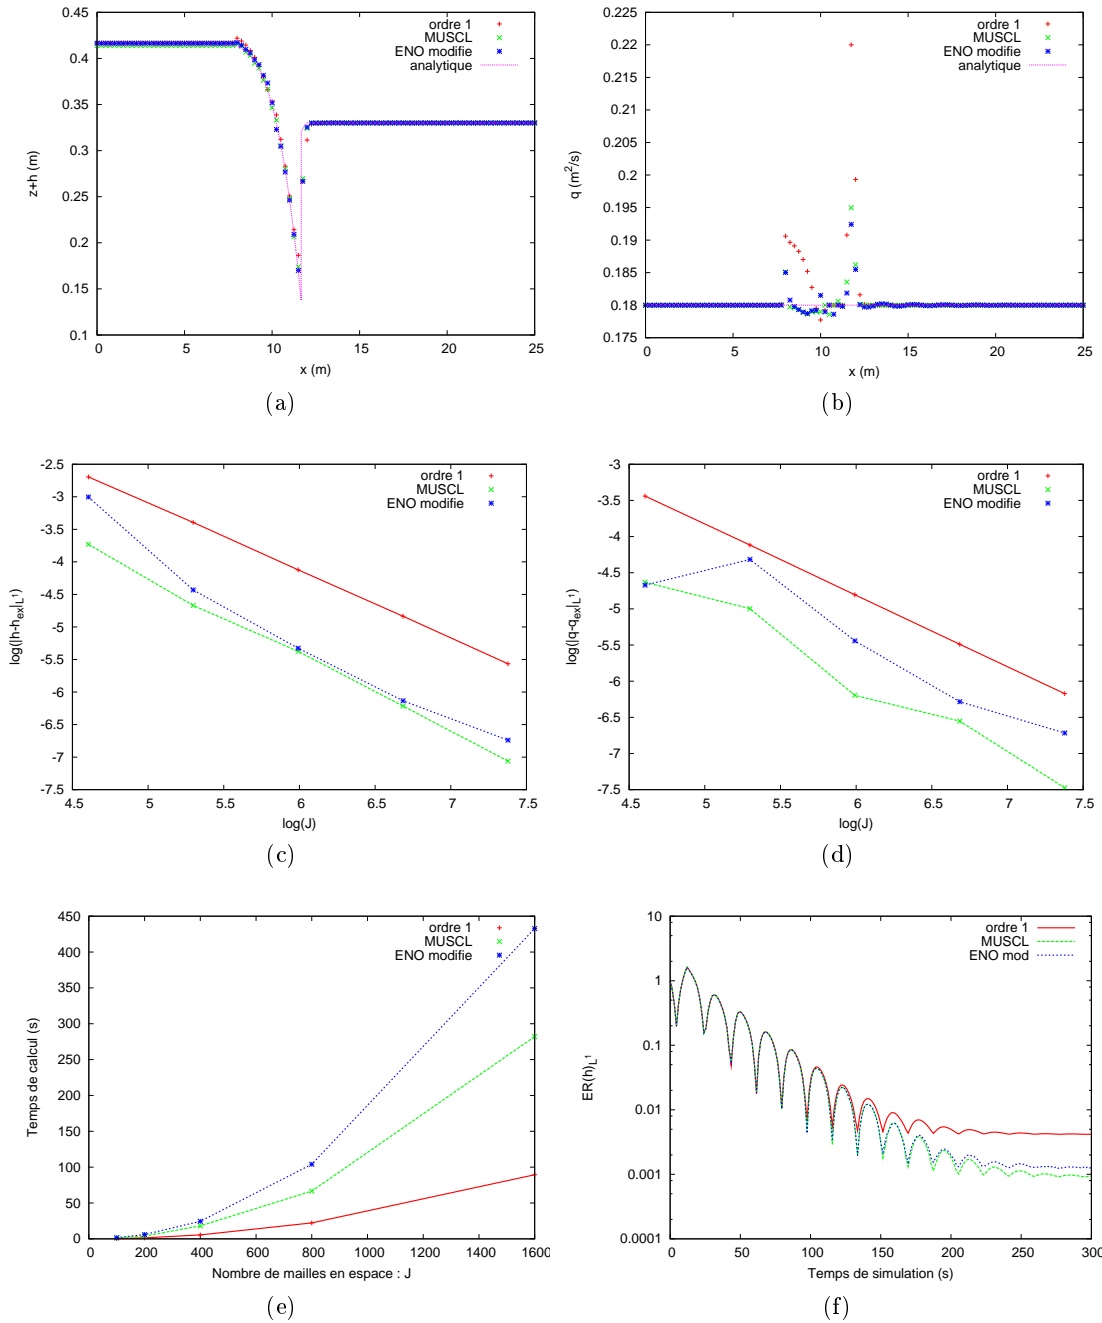 ordre 1
MUSCL
ENO modifie
analytique
0.4
0.35
0.3
0.25
0.2
0.15
0.1
z+h (m)
0 5 10 15 20 25
x (m)
(a)
ordre 1
MUSCL
ENO modifie
analytique
0.225
0.22
0.215
0.21
0.205
0.2
0.195
0.19
0.185
0.18
0.175
q (m²/s)
0 5 10 15 20 25
x (m)
(b)
ordre 1
MUSCL
ENO modifie
-2.5
-3
-3.5
-4
-4.5
-5
-5.5
-6
-6.5
-7
-7.5
log(|h-h_ex|_L¹)
4.5 5 5.5 6 6.5 7 7.5
log(J)
(c)
ordre 1
MUSCL
ENO modifie
-3
-3.5
-4
-4.5
-5
-5.5
-6
-6.5
-7
-7.5
log(|q-q_ex|_L¹)
4.5 5 5.5 6 6.5 7 7.5
log(J)
(d)
ordre 1
MUSCL
ENO modifie
450
400
350
300
250
200
150
100
50
0
Temps de calcul (s)
0 200 400 600 800 1000 1200 1400 1600
Nombre de mailles en espace : J
(e)
ordre 1
MUSCL
ENO mod
10
1
0.1
0.01
0.001
0.0001
ER(h)_L¹
0 50 100 150 200 250 300
Temps de simulation (s)
(f)